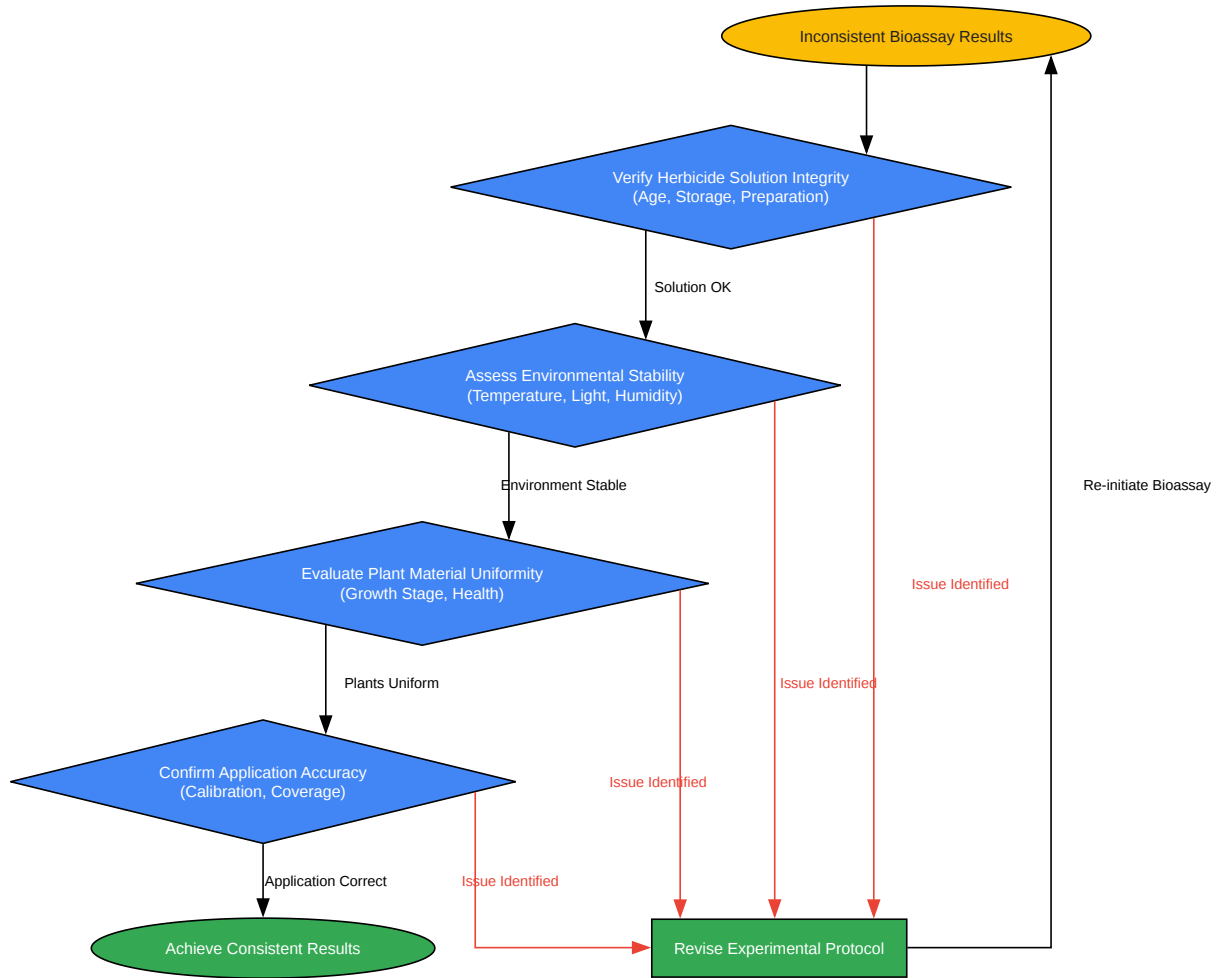 Inconsistent Bioassay Results
Verify Herbicide Solution Integrity
(Age, Storage, Preparation)
Solution OK
Assess Environmental Stability
(Temperature, Light, Humidity)
Environment Stable
Re-initiate Bioassay
Evaluate Plant Material Uniformity
(Growth Stage, Health)
Issue Identified
Plants Uniform
Issue Identified
Confirm Application Accuracy
(Calibration, Coverage)
Issue Identified
Application Correct
Issue Identified
Achieve Consistent Results
Revise Experimental Protocol